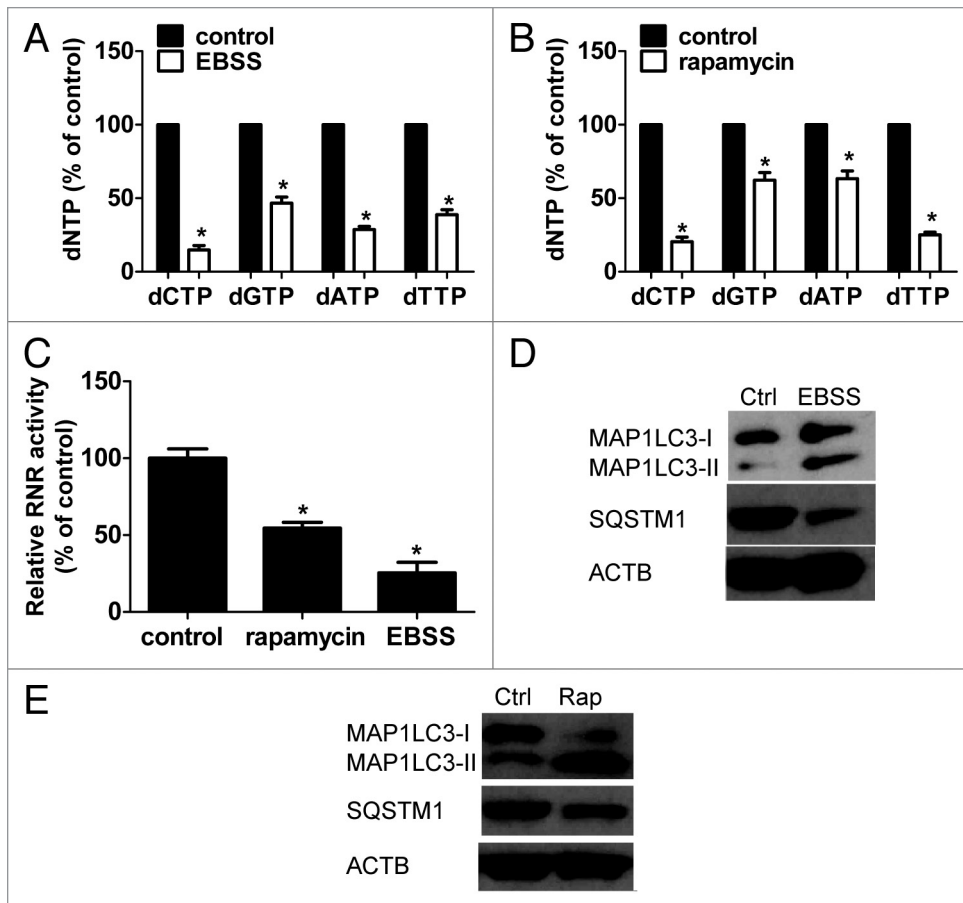 A
dNTP (% of control)
150
100
50
0
control
EBSS
*
*
*
*
dCTP dGTP dATP dTTP
B
dNTP (% of control)
150
100
50
0
control
rapamycin
*
*
*
*
dCTP dGTP dATP dTTP
C
Relative RNR activity
(% of control)
150
100
50
0
*
*
control rapamycin EBSS
D
Ctrl EBSS
MAP1LC3-I
MAP1LC3-II
SQSTM1
ACTB
E
Ctrl Rap
MAP1LC3-I
MAP1LC3-II
SQSTM1
ACTB